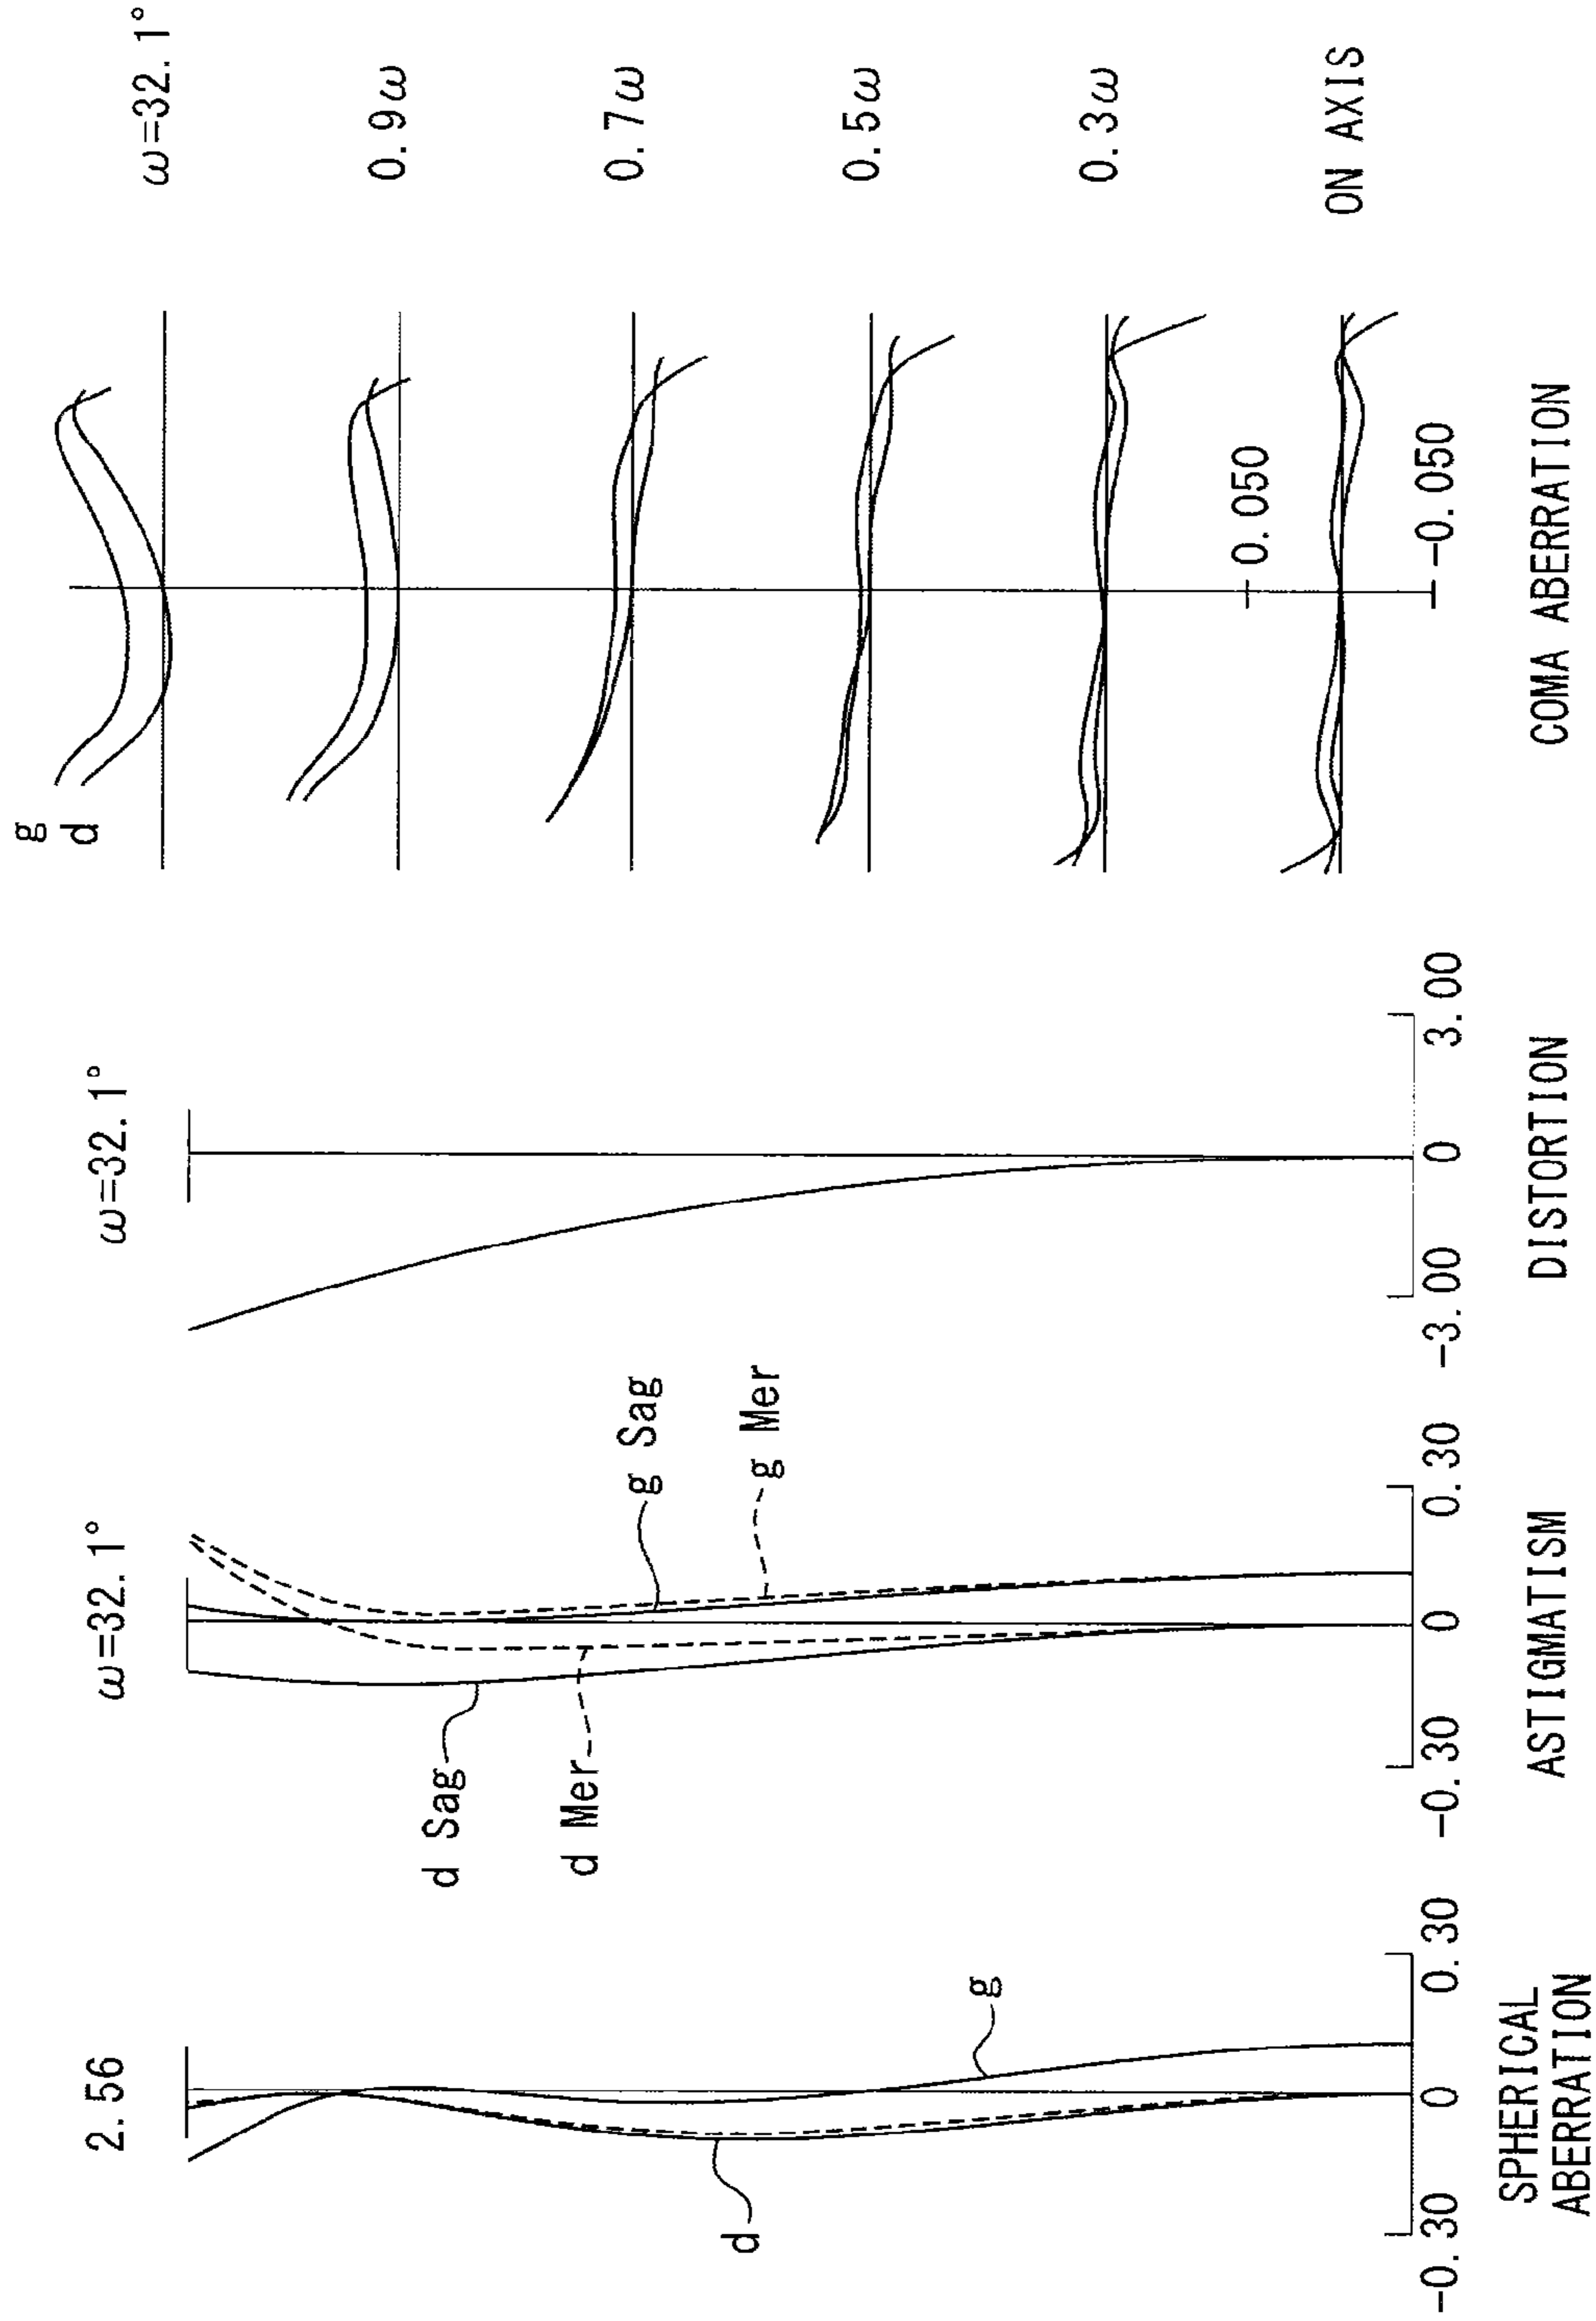 2.56
g
d
-0.30
0
0.30
SPHERICAL
ABERRATION
ω=32.1°
d Sag
d Mer
g Sag
g Mer
-0.30
0
0.30
ASTIGMATISM
ω=32.1°
-3.00
0
3.00
DISTORTION
g
d
ω=32.1°
0.9ω
0.7ω
0.5ω
0.3ω
0.050
ON AXIS
-0.050
COMA ABERRATION